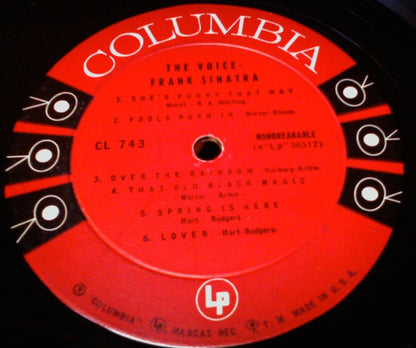 COLUMBIA
THE VOICE-
FRANK SINATRA
1. SHE'S FUNNY THAT WAY
Moret - R. A. Whiting
2. FOOLS RUSH IN -Mercer-Bloom-
CL 743
NONBREAKABLE
(x"Lp" 36512)
3. OVER THE RAINBOW -Harburg-Arlen-
4. THAT OLD BLACK MAGIC
-Mercer - Arlen-
5. SPRING IS HERE
-Hart - Rodgers-
6. LOVER -Hart-Rodgers-
Lp
® "COLUMBIA" Lp MARCAS REG. ® T. M. MADE IN U.S.A.